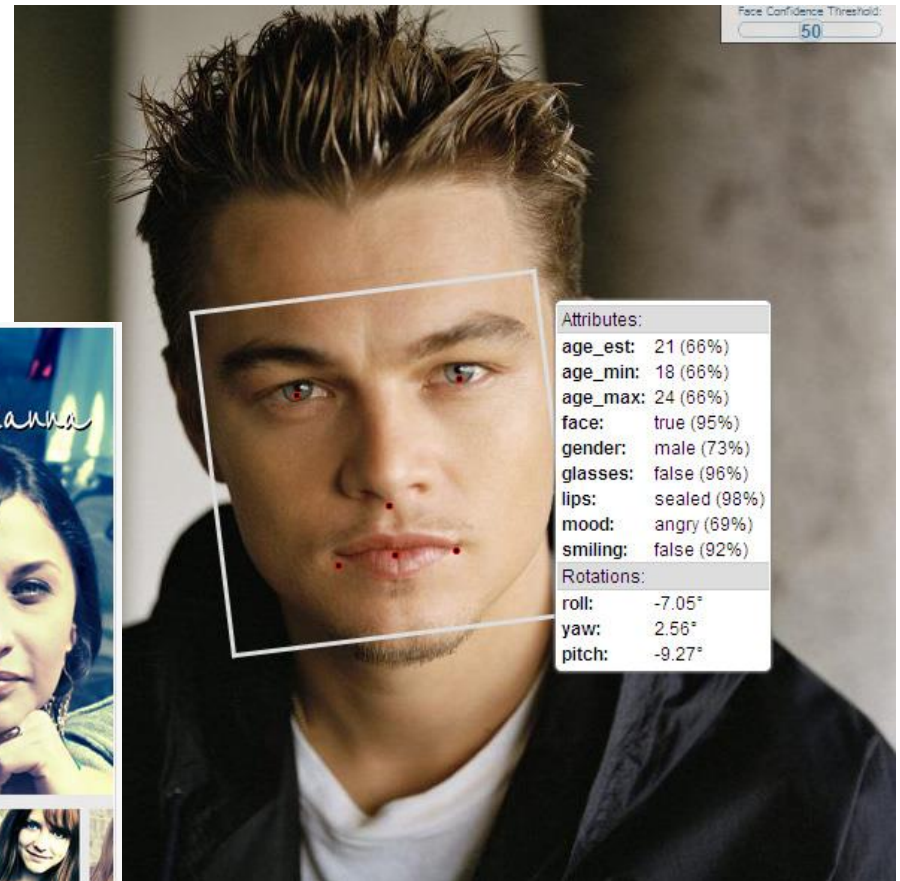 Face Confidence Threshold:
50
Attributes:
age_est: 21 (66%)
age_min: 18 (66%)
age_max: 24 (66%)
face: true (95%)
gender: male (73%)
glasses: false (96%)
lips: sealed (98%)
mood: angry (69%)
smiling: false (92%)
Rotations:
roll: -7.05°
yaw: 2.56°
pitch: -9.27°
anna